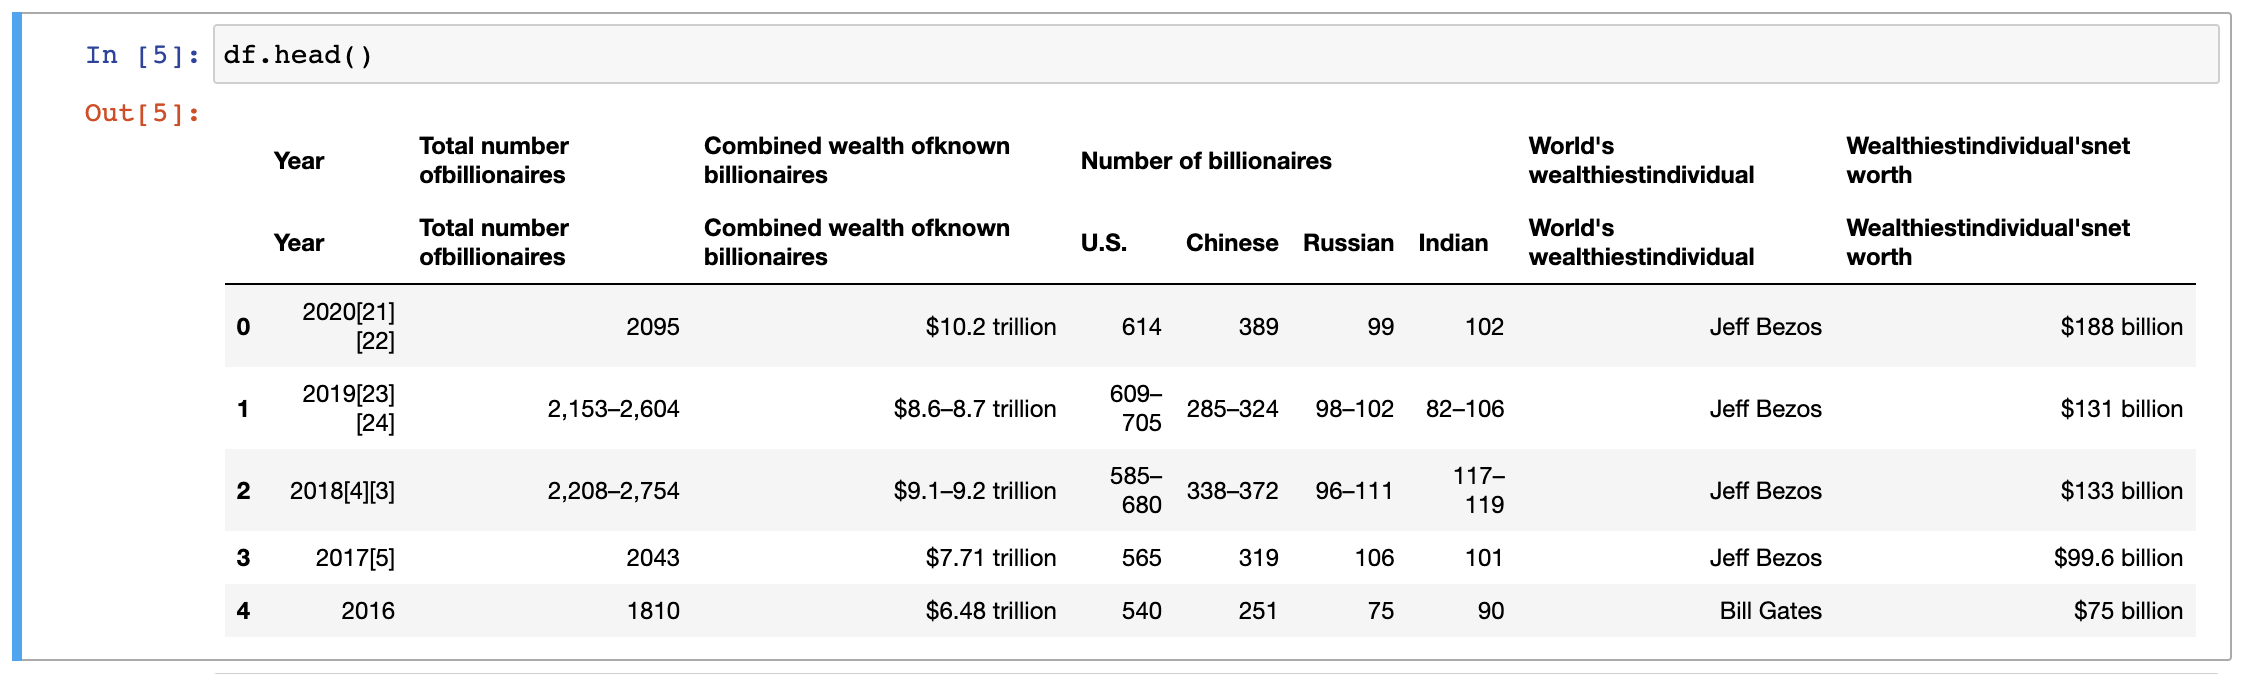 In [5]: df.head()
Out[5]:
Year Total number ofbillionaires Combined wealth ofknown billionaires Number of billionaires World's wealthiestindividual Wealthiestindividual'snet worth
Year Total number ofbillionaires Combined wealth ofknown billionaires U.S. Chinese Russian Indian World's wealthiestindividual Wealthiestindividual'snet worth
0 2020[21][22] 2095 $10.2 trillion 614 389 99 102 Jeff Bezos $188 billion
1 2019[23][24] 2,153–2,604 $8.6–8.7 trillion 609–705 285–324 98–102 82–106 Jeff Bezos $131 billion
2 2018[4][3] 2,208–2,754 $9.1–9.2 trillion 585–680 338–372 96–111 117–119 Jeff Bezos $133 billion
3 2017[5] 2043 $7.71 trillion 565 319 106 101 Jeff Bezos $99.6 billion
4 2016 1810 $6.48 trillion 540 251 75 90 Bill Gates $75 billion